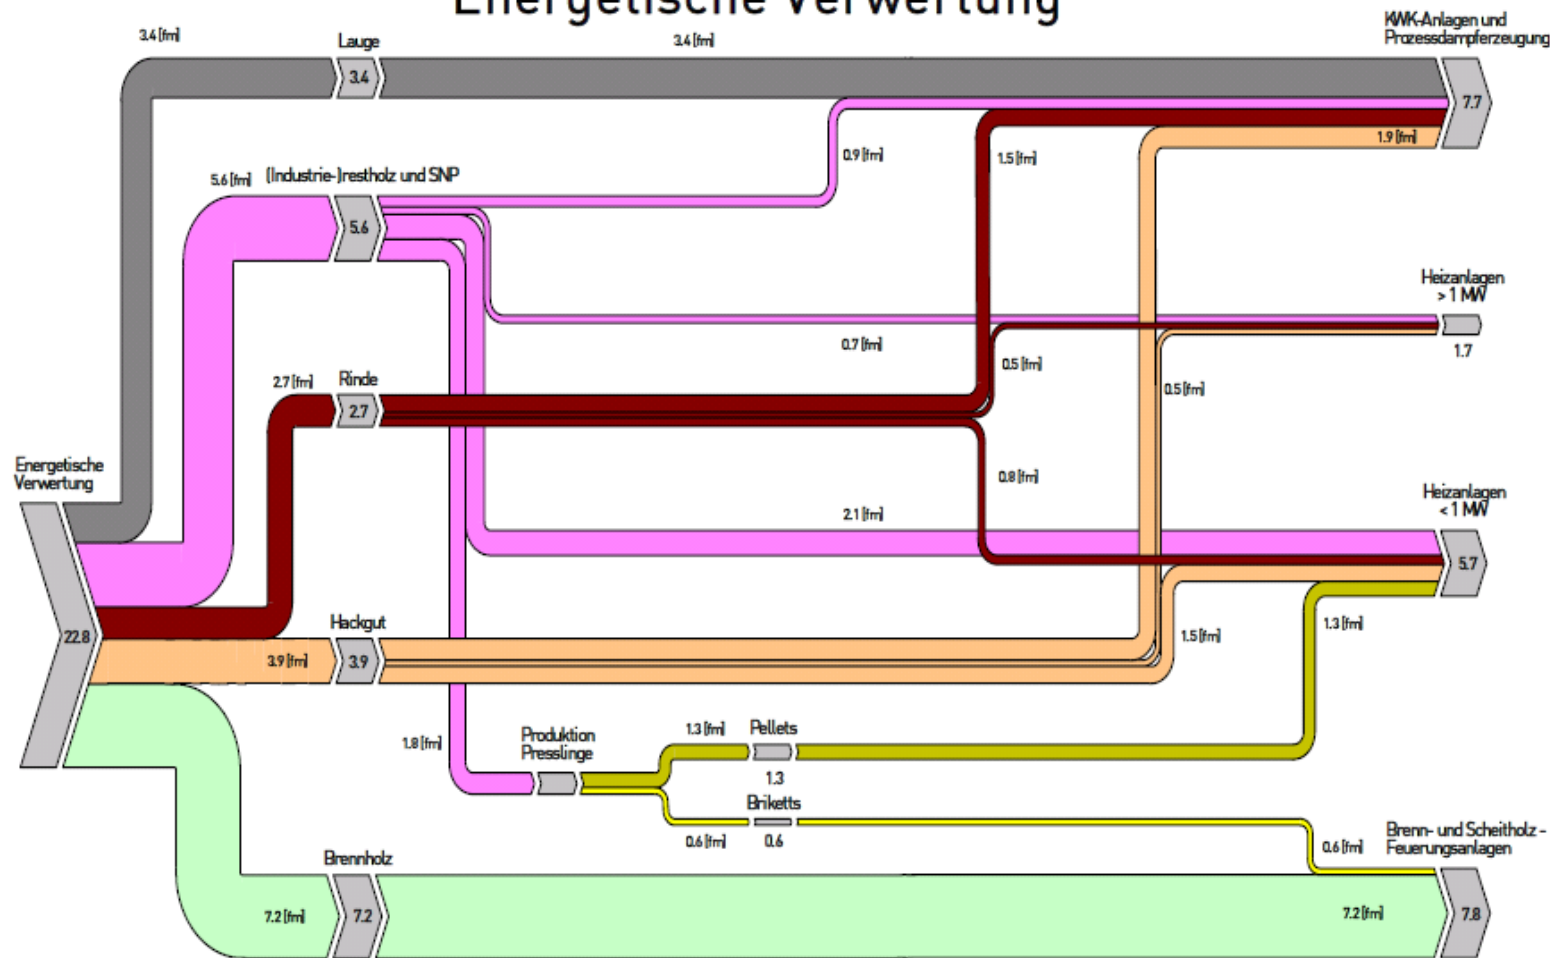 Energetische Verwertung
3.4 [fm]
Lauge
3.4
3.4 [fm]
KWK-Anlagen und
Prozessdampferzeugung
7.7
5.6 [fm]
(Industrie-)restholz und SNP
5.6
0.9 [fm]
1.5 [fm]
1.9 [fm]
Heizanlagen
> 1 MW
1.7
0.7 [fm]
0.5 [fm]
0.5 [fm]
2.7 [fm]
Rinde
2.7
Energetische
Verwertung
22.8
0.8 [fm]
2.1 [fm]
Heizanlagen
< 1 MW
5.7
Hackgut
3.9 [fm]
3.9
1.5 [fm]
1.3 [fm]
1.8 [fm]
Produktion
Presslinge
1.3 [fm]
Pellets
1.3
Briketts
0.6 [fm]
0.6
0.6 [fm]
Brenn- und Scheitholz -
Feuerungsanlagen
Brennholz
7.2 [fm]
7.2
7.2 [fm]
7.8